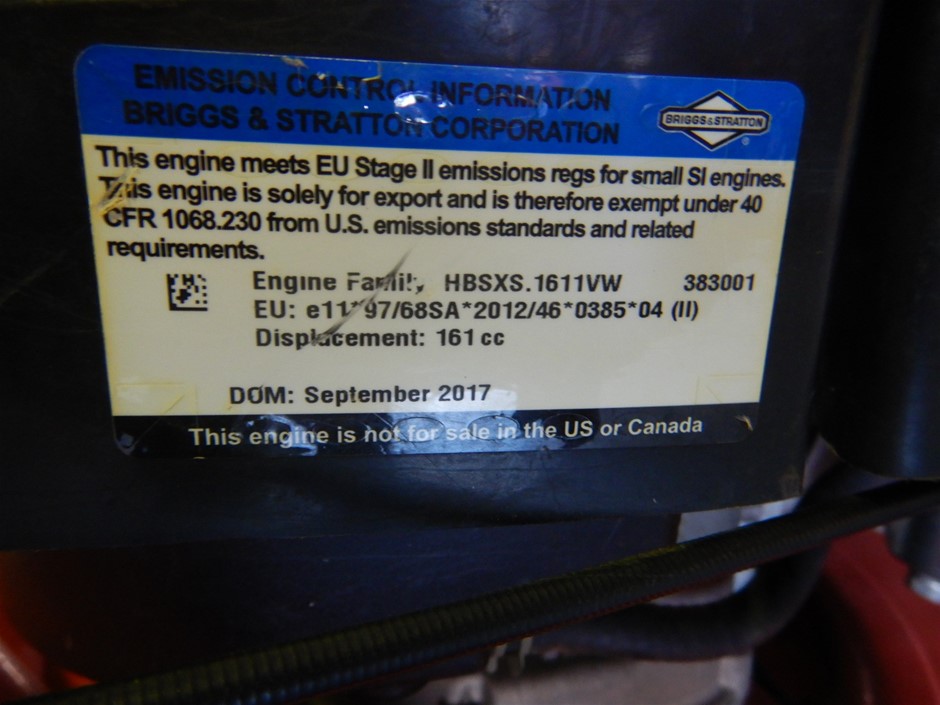 EMISSION CONTROL INFORMATION
BRIGGS & STRATTON CORPORATION
BRIGGS & STRATTON
®
This engine meets EU Stage II emissions regs for small SI engines.
This engine is solely for export and is therefore exempt under 40
CFR 1068.230 from U.S. emissions standards and related
requirements.
Engine Family, HBSXS.1611VW 383001
EU: e11*97/68SA*2012/46*0385*04 (II)
Displacement: 161 cc
DOM: September 2017
This engine is not for sale in the US or Canada